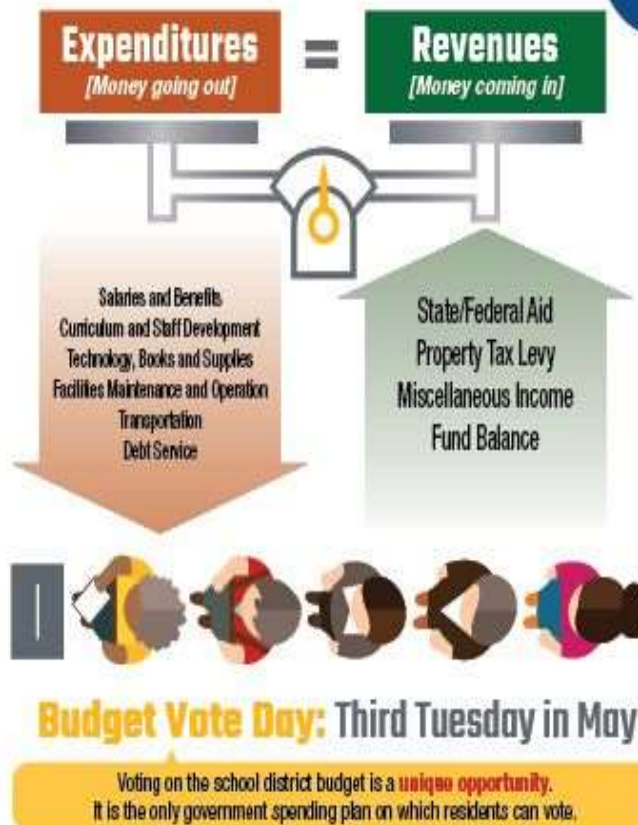 Expenditures
[Money going out]
=
Revenues
[Money coming in]
Salaries and Benefits
Curriculum and Staff Development
Technology, Books and Supplies
Facilities Maintenance and Operation
Transportation
Debt Service
State/Federal Aid
Property Tax Levy
Miscellaneous Income
Fund Balance
Budget Vote Day: Third Tuesday in May
Voting on the school district budget is a unique opportunity.
It is the only government spending plan on which residents can vote.